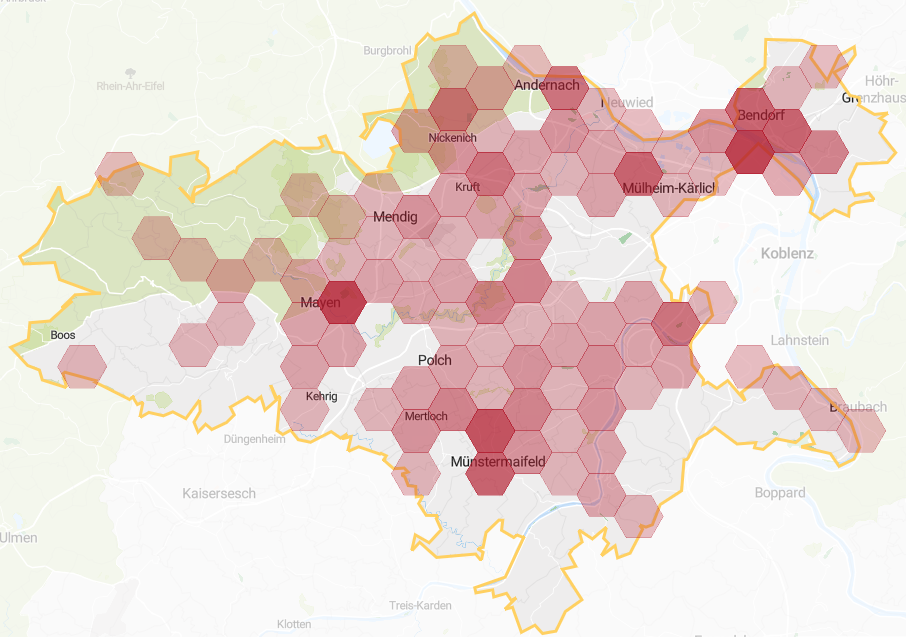 Burgbrohl
Rhein-Ahr-Eifel
Andernach
Neuwied
Höhr-
Grenzhaus
Bendorf
Nickenich
Kruft
Mülheim-Kärlich
Mendig
Koblenz
Mayen
Boos
Lahnstein
Polch
Kehrig
Mertloch
Braubach
Düngenheim
Münstermaifeld
Kaisersesch
Boppard
Ulmen
Treis-Karden
Klotten